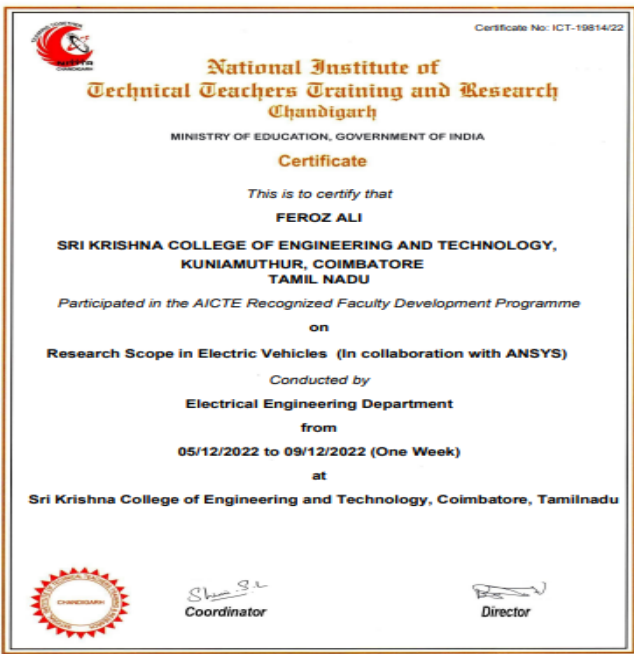 Certificate No: ICT-19814/22
National Institute of
Technical Teachers Training and Research
Chandigarh
MINISTRY OF EDUCATION, GOVERNMENT OF INDIA
Certificate
This is to certify that
FEROZ ALI
SRI KRISHNA COLLEGE OF ENGINEERING AND TECHNOLOGY,
KUNIAMUTHUR, COIMBATORE
TAMIL NADU
Participated in the AICTE Recognized Faculty Development Programme
on
Research Scope in Electric Vehicles (In collaboration with ANSYS)
Conducted by
Electrical Engineering Department
from
05/12/2022 to 09/12/2022 (One Week)
at
Sri Krishna College of Engineering and Technology, Coimbatore, Tamilnadu
CHANDIGARH
Coordinator
Director